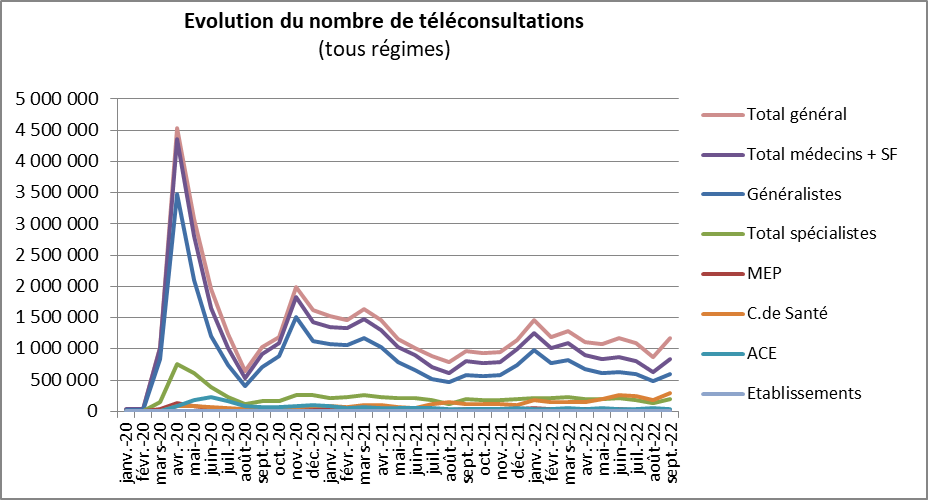 Evolution du nombre de téléconsultations
(tous régimes)
5 000 000
4 500 000
4 000 000
3 500 000
3 000 000
2 500 000
2 000 000
1 500 000
1 000 000
500 000
0
janv.-20
févr.-20
mars-20
avr.-20
mai-20
juin-20
juil.-20
août-20
sept.-20
oct.-20
nov.-20
déc.-20
janv.-21
févr.-21
mars-21
avr.-21
mai-21
juin-21
juil.-21
août-21
sept.-21
oct.-21
nov.-21
déc.-21
janv.-22
févr.-22
mars-22
avr.-22
mai-22
juin-22
juil.-22
août-22
sept.-22
Total général
Total médecins + SF
Généralistes
Total spécialistes
MEP
C.de Santé
ACE
Etablissements